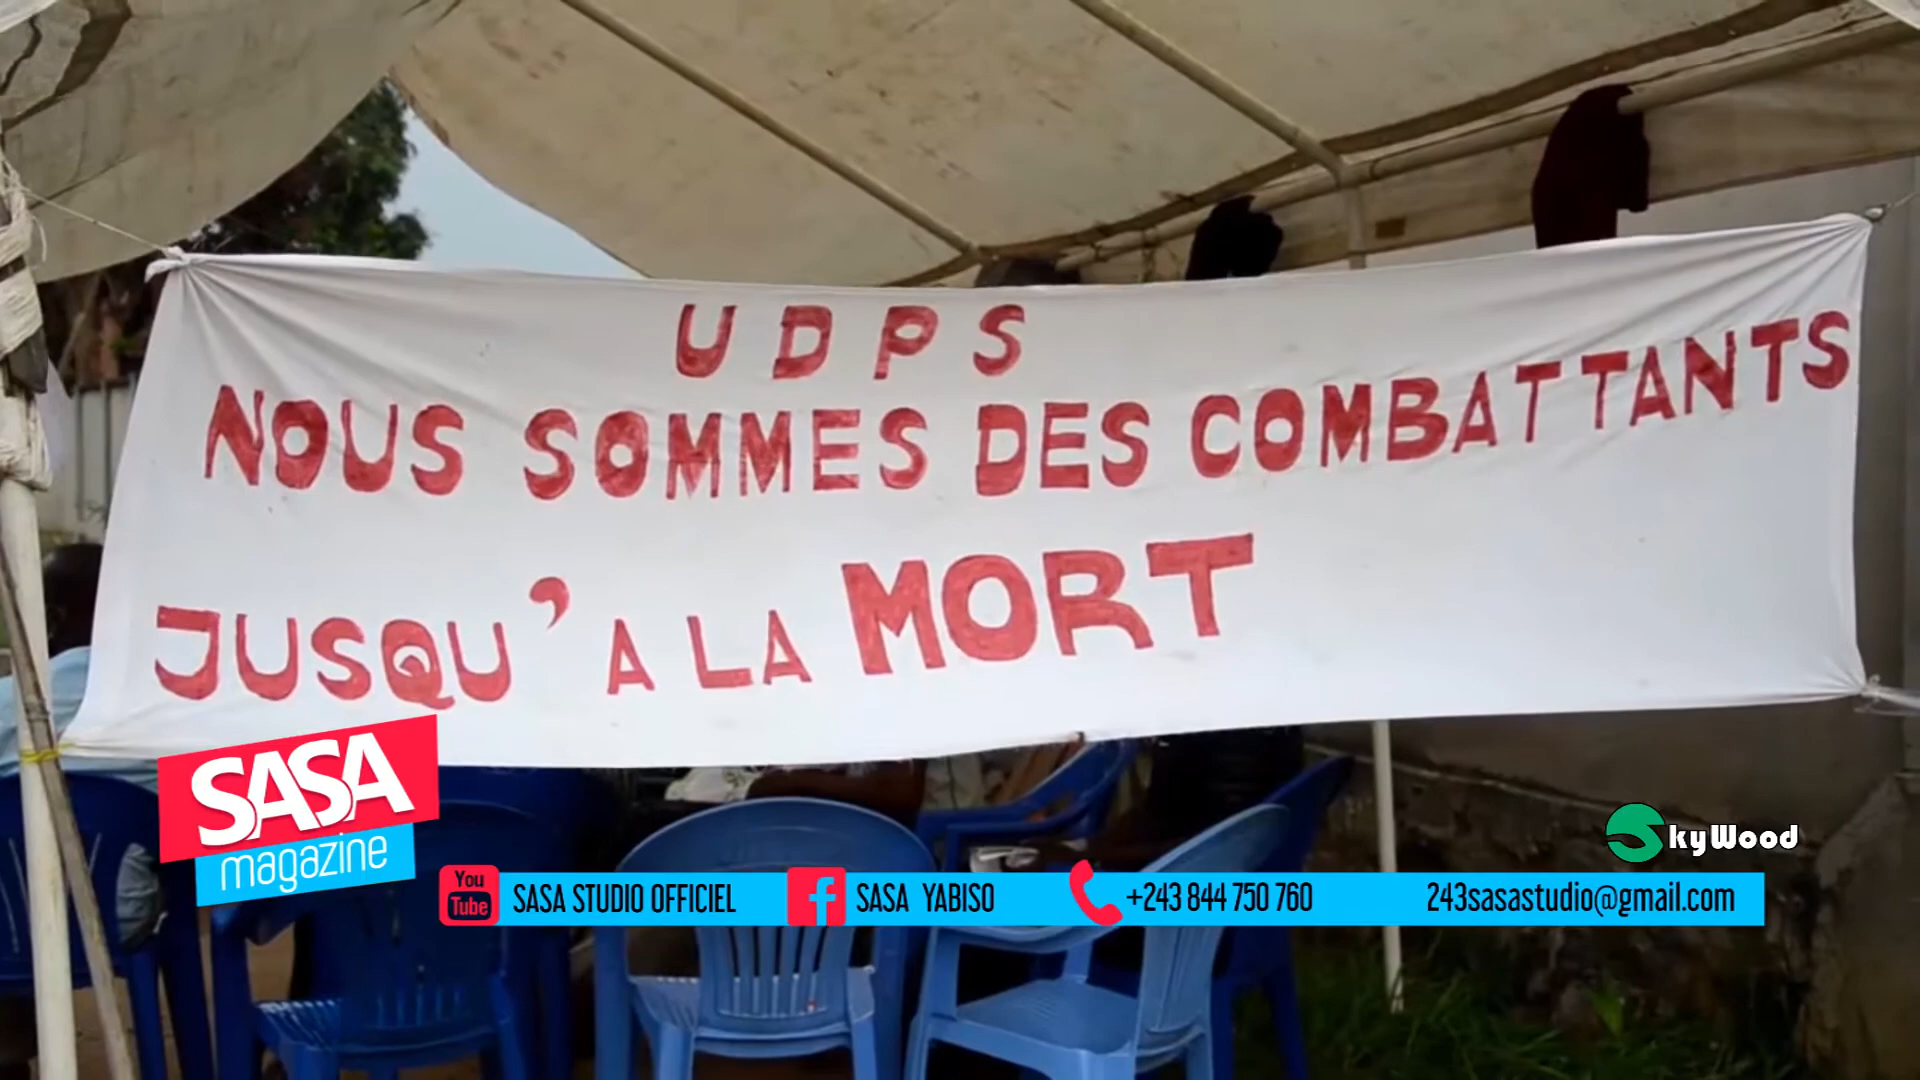 UDPS
NOUS SOMMES DES COMBATTANTS
JUSQU'A LA MORT
SASA
magazine
SkyWood
You Tube SASA STUDIO OFFICIEL f SASA YABISO +243 844 750 760 243sasastudio@gmail.com